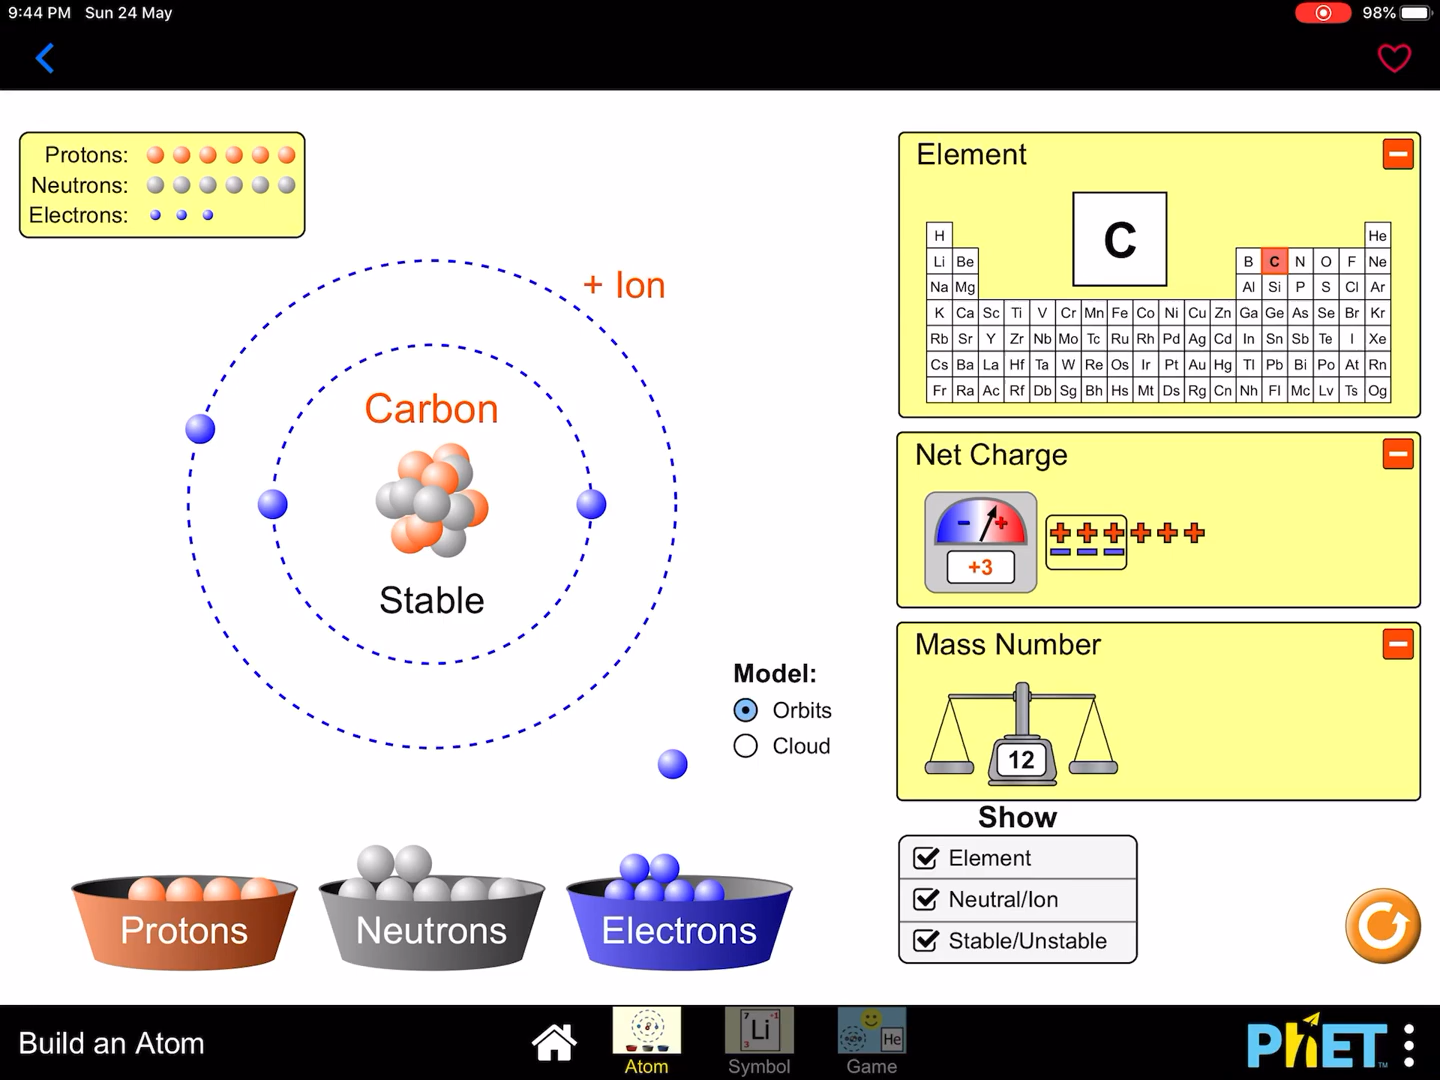 9:44 PM Sun 24 May
98%
Protons:
Neutrons:
Electrons:
+ Ion
Carbon
Stable
Element
C
H He
Li Be B C N O F Ne
Na Mg Al Si P S Cl Ar
K Ca Sc Ti V Cr Mn Fe Co Ni Cu Zn Ga Ge As Se Br Kr
Rb Sr Y Zr Nb Mo Tc Ru Rh Pd Ag Cd In Sn Sb Te I Xe
Cs Ba La Hf Ta W Re Os Ir Pt Au Hg Tl Pb Bi Po At Rn
Fr Ra Ac Rf Db Sg Bh Hs Mt Ds Rg Cn Nh Fl Mc Lv Ts Og
Net Charge
- +
+3
Mass Number
12
Model:
Orbits
Cloud
Show
Element
Neutral/Ion
Stable/Unstable
Protons
Neutrons
Electrons
Build an Atom
Atom
7 +1
Li
3
Symbol
He
Game
PhET